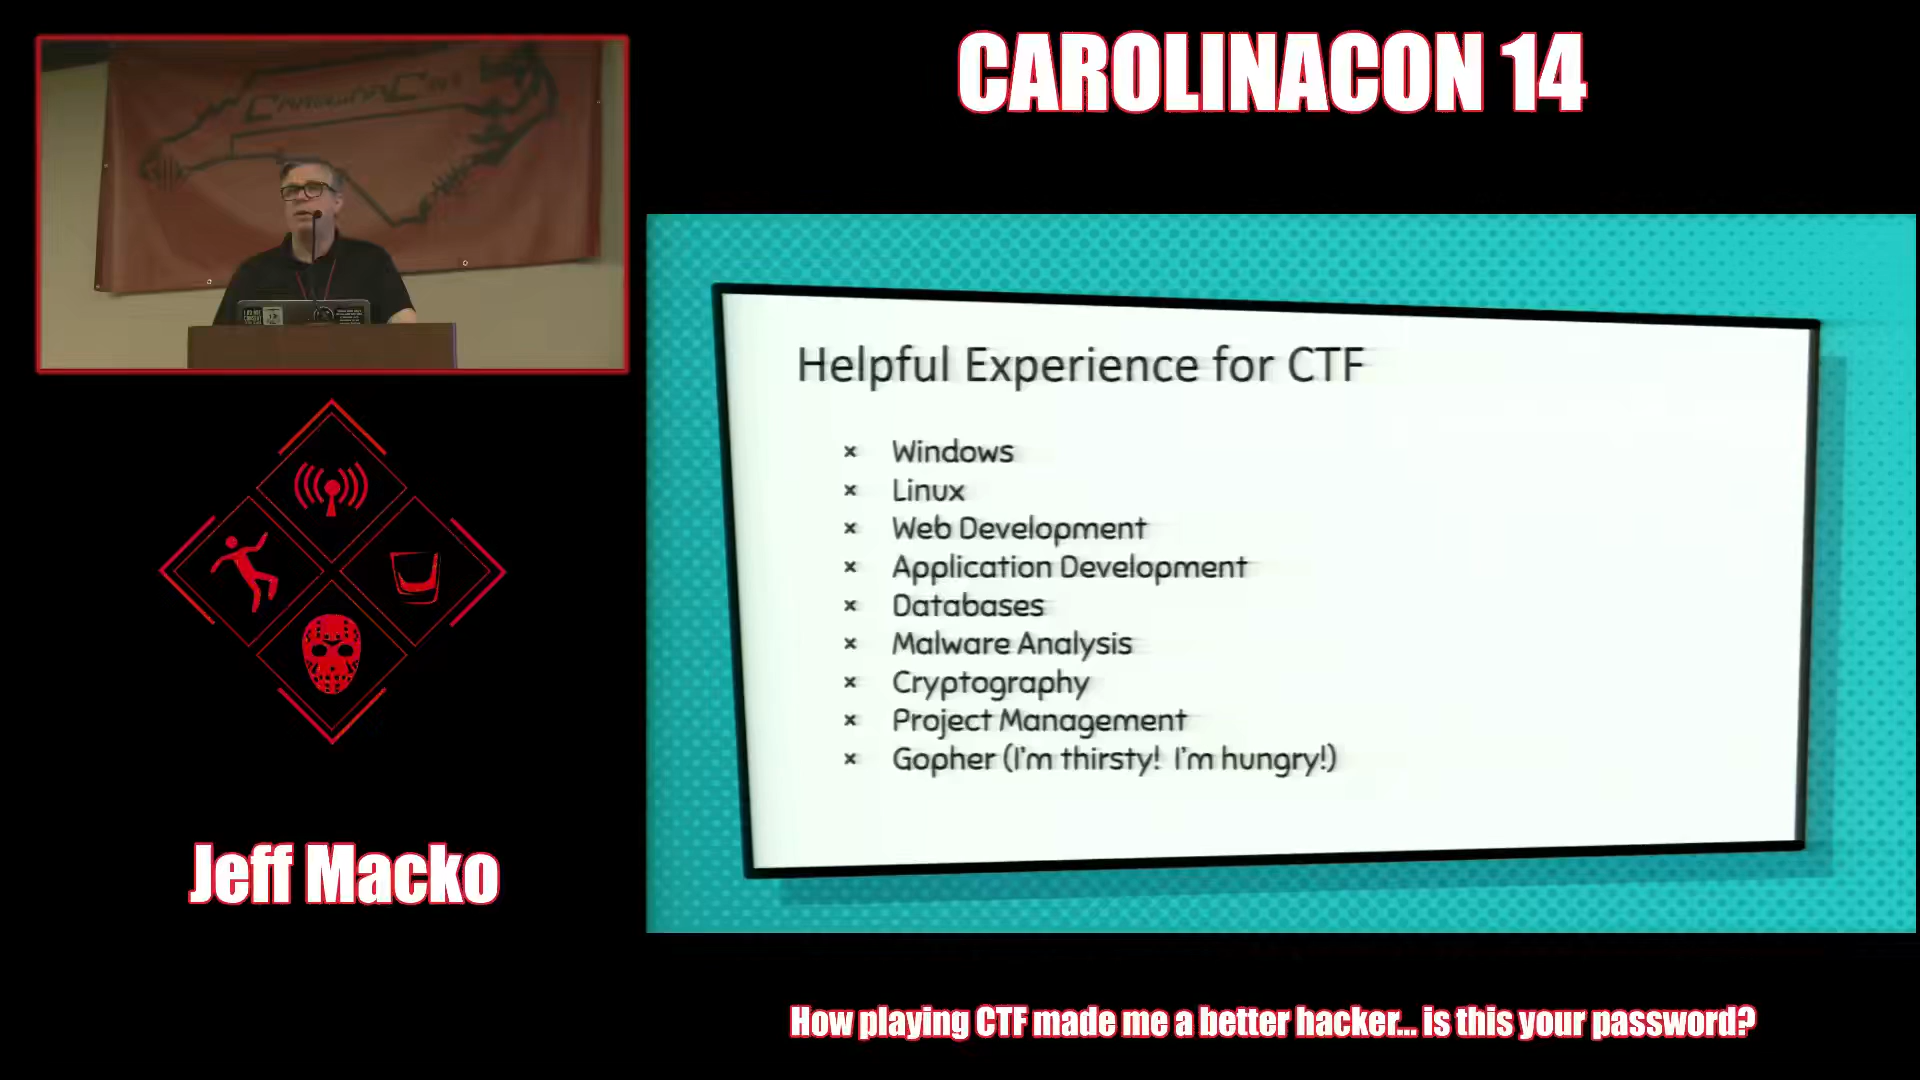 CAROLINACON 14
CarolinaCon
Helpful Experience for CTF
× Windows
× Linux
× Web Development
× Application Development
× Databases
× Malware Analysis
× Cryptography
× Project Management
× Gopher (I'm thirsty! I'm hungry!)
Jeff Macko
How playing CTF made me a better hacker... is this your password?